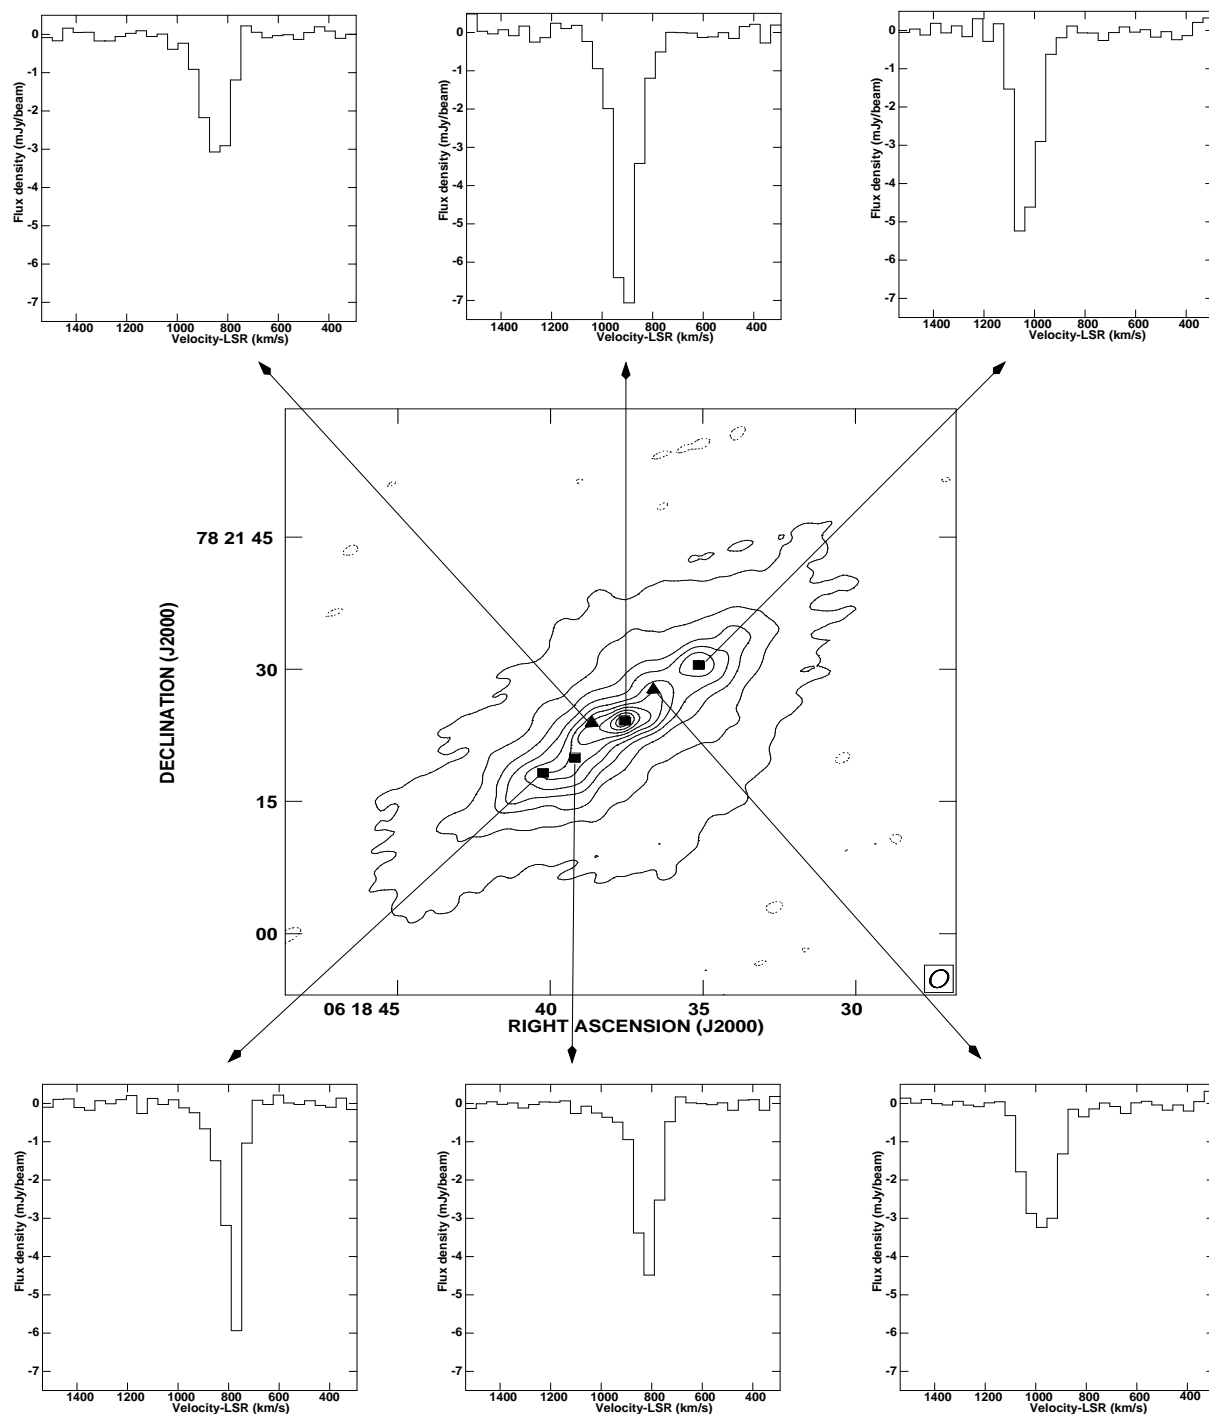 0
-1
-2
-3
-4
-5
-6
-7
Flux density (mJy/beam)
1400 1200 1000 800 600 400
Velocity-LSR (km/s)
0
-1
-2
-3
-4
-5
-6
-7
Flux density (mJy/beam)
1400 1200 1000 800 600 400
Velocity-LSR (km/s)
0
-1
-2
-3
-4
-5
-6
-7
Flux density (mJy/beam)
1400 1200 1000 800 600 400
Velocity-LSR (km/s)
DECLINATION (J2000)
78 21 45
30
15
00
06 18 45 40 35 30
RIGHT ASCENSION (J2000)
0
-1
-2
-3
-4
-5
-6
-7
Flux density (mJy/beam)
1400 1200 1000 800 600 400
Velocity-LSR (km/s)
0
-1
-2
-3
-4
-5
-6
-7
Flux density (mJy/beam)
1400 1200 1000 800 600 400
Velocity-LSR (km/s)
0
-1
-2
-3
-4
-5
-6
-7
Flux density (mJy/beam)
1400 1200 1000 800 600 400
Velocity-LSR (km/s)